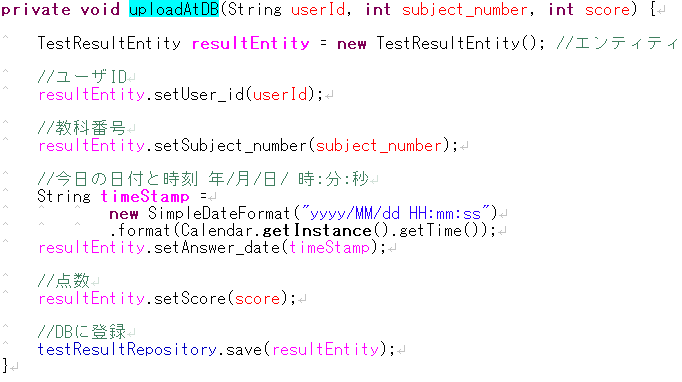 private void uploadAtDB(String userId, int subject_number, int score) {
TestResultEntity resultEntity = new TestResultEntity(); //エンティティ
//ユーザID
resultEntity.setUser_id(userId);
//教科番号
resultEntity.setSubject_number(subject_number);
//今日の日付と時刻 年/月/日/ 時:分:秒
String timeStamp =
new SimpleDateFormat("yyyy/MM/dd HH:mm:ss")
.format(Calendar.getInstance().getTime());
resultEntity.setAnswer_date(timeStamp);
//点数
resultEntity.setScore(score);
//DBに登録
testResultRepository.save(resultEntity);
}